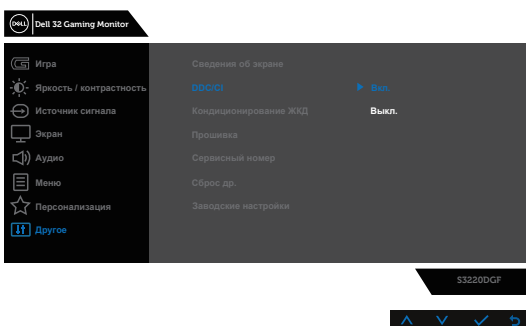 DELL Dell 32 Gaming Monitor
Игра
Яркость / контрастность
Источник сигнала
Экран
Аудио
Меню
Персонализация
Другое
Сведения об экране
DDC/CI
Кондиционирование ЖКД
Прошивка
Сервисный номер
Сброс др.
Заводские настройки
Вкл.
Выкл.
S3220DGF